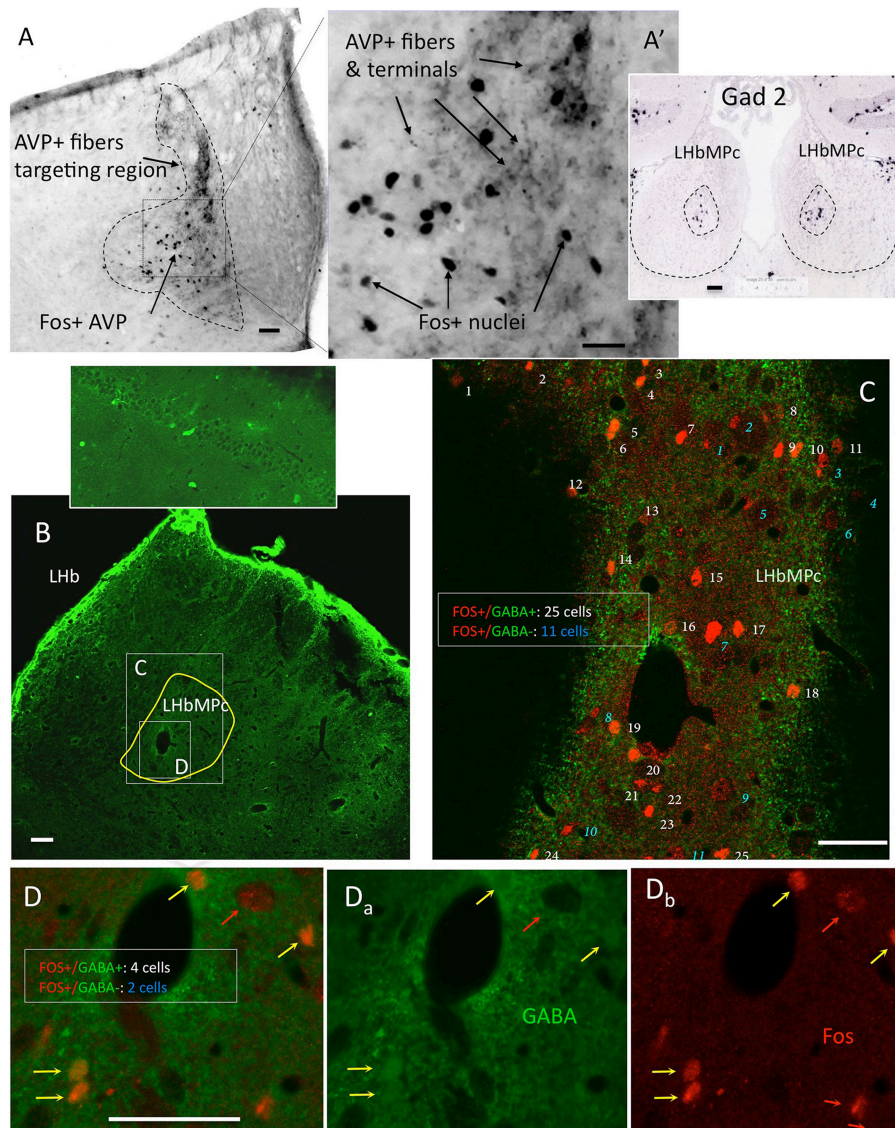 A
AVP+ fibers
targeting region
Fos+ AVP
AVP+ fibers
& terminals
A'
Fos+ nuclei
Gad 2
LHbMPc
LHbMPc
B
LHb
C
LHbMPc
D
C
1
2
3
4
5
6
7
1
2
8
9
10
11
3
12
13
5
4
6
14
15
LHbMPc
FOS+/GABA+: 25 cells
FOS+/GABA-: 11 cells
16
17
7
18
8
19
20
21
22
9
23
10
24
11
25
D
FOS+/GABA+: 4 cells
FOS+/GABA-: 2 cells
Da
GABA
Db
Fos